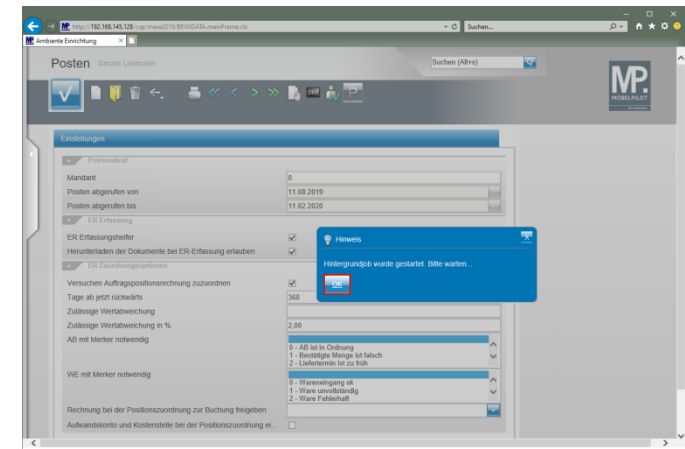 http://192.168.145.128/csp/mese2019/BEWIDATA.mainFrame.cls
Suchen...
Ambiente Einrichtung
Posten Gerald Lehmann
Suchen (Alt+s)
MP.
MÖBELPILOT
Einstellungen
Postenabruf
Mandant 0
Posten abgerufen von 11.08.2019
Posten abgerufen bis 11.02.2020
ER Erfassung
ER Erfassungshelfer
Herunterladen der Dokumente bei ER-Erfassung erlauben
ER Zuordnungsoptionen
Versuchen Auftragspositionsrechnung zuzuordnen
Tage ab jetzt rückwärts 360
Zulässige Wertabweichung
Zulässige Wertabweichung in % 2,00
AB mit Merker notwendig
0 - AB ist in Ordnung
1 - Bestätigte Menge ist falsch
2 - Liefertermin ist zu früh
WE mit Merker notwendig
0 - Wareneingang ok
1 - Ware unvollständig
2 - Ware Fehlerhaft
Rechnung bei der Positionszuordnung zur Buchung freigeben
Aufwandskonto und Kostenstelle bei der Positionszuordnung ei...
Hinweis
Hintergrundjob wurde gestartet. Bitte warten...
OK